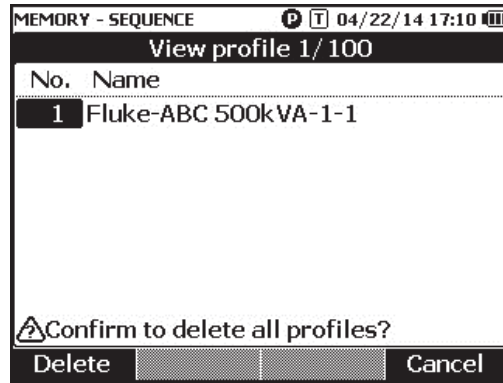 MEMORY - SEQUENCE P T 04/22/14 17:10
View profile 1/100
No. Name
1 Fluke-ABC 500kVA-1-1
Confirm to delete all profiles?
Delete Cancel